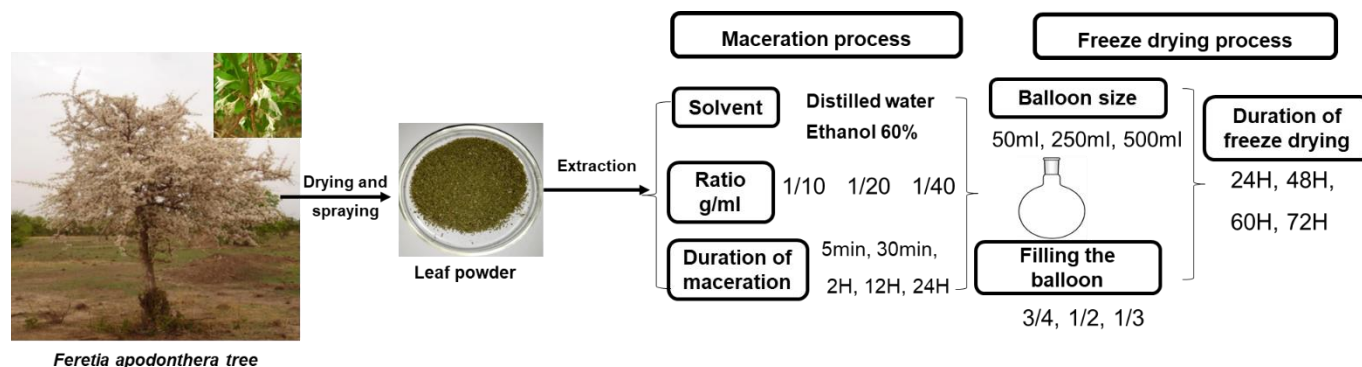 Maceration process
Freeze drying process
Solvent
Distilled water
Ethanol 60%
Balloon size
50ml, 250ml, 500ml
Duration of
freeze drying
24H, 48H,
60H, 72H
Drying and
spraying
Extraction
Ratio
g/ml
1/10 1/20 1/40
Leaf powder
Duration of
maceration
5min, 30min,
2H, 12H, 24H
Filling the
balloon
3/4, 1/2, 1/3
Feretia apodonthera tree